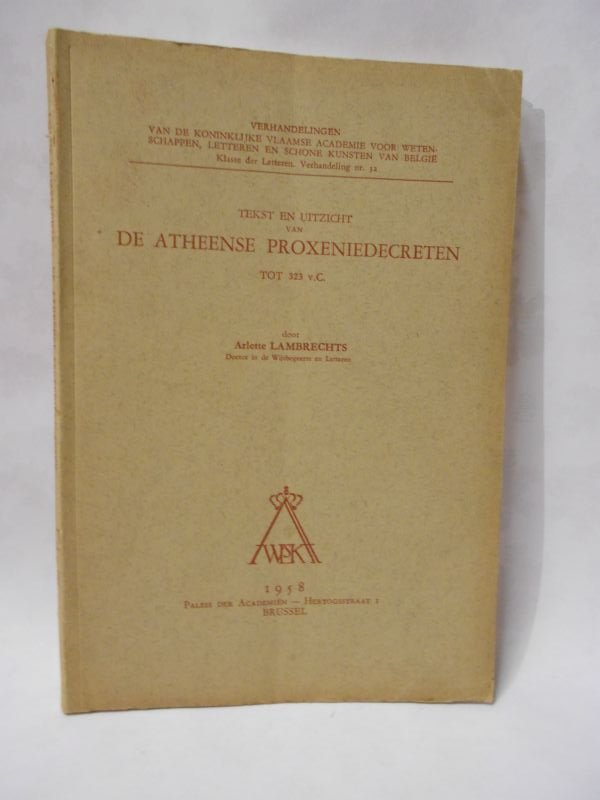 VERHANDELINGEN
VAN DE KONINKLIJKE VLAAMSE ACADEMIE VOOR WETEN-
SCHAPPEN, LETTEREN EN SCHONE KUNSTEN VAN BELGIË
Klasse der Letteren. Verhandeling nr. 32
TEKST EN UITZICHT
VAN
DE ATHEENSE PROXENIEDECRETEN
TOT 323 v.C.
door
Arlette LAMBRECHTS
Doctor in de Wijsbegeerte en Letteren
1958
PALEIS DER ACADEMIËN — HERTOGSSTRAAT 1
BRUSSEL